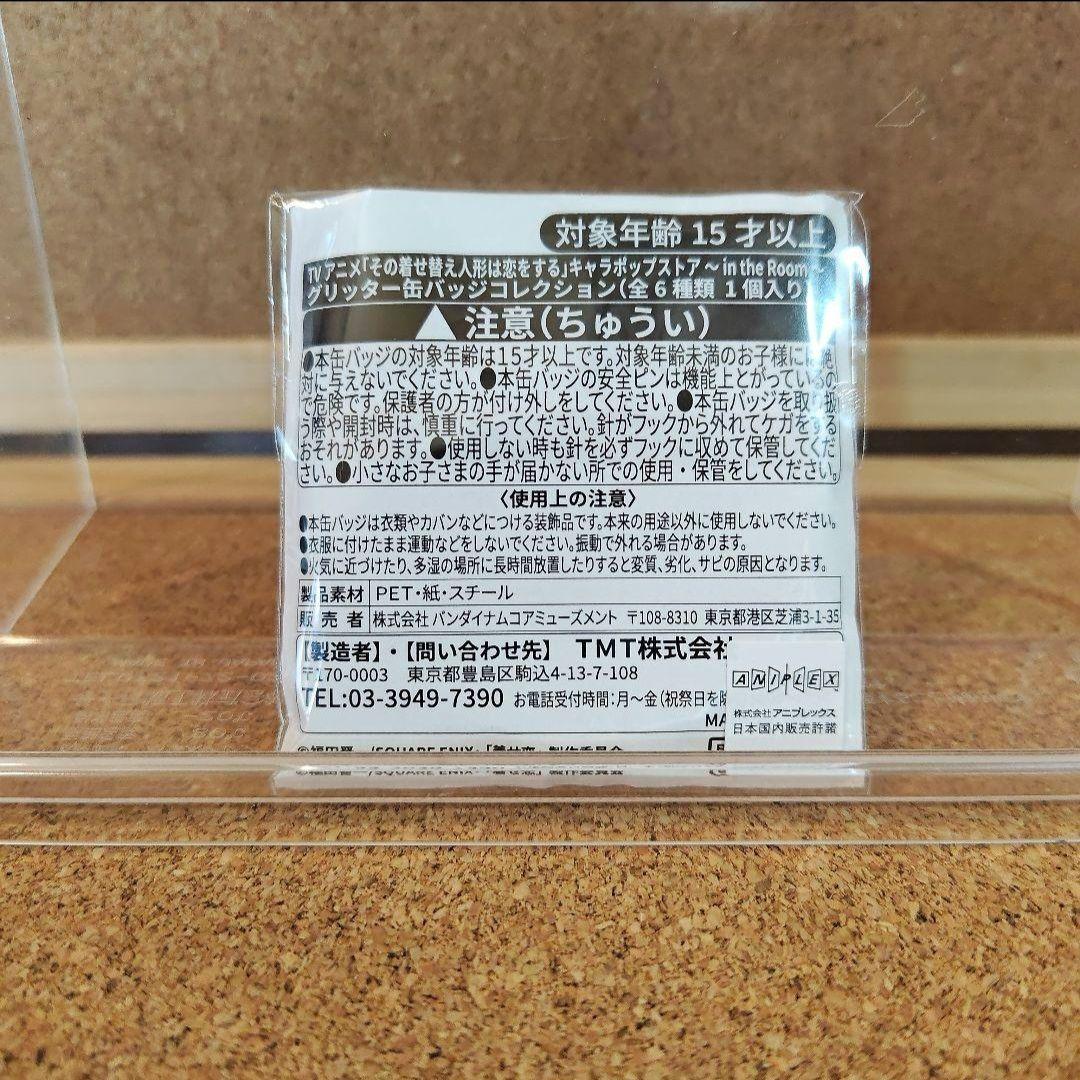 対象年齢 15 才以上
TV アニメ「その着せ替え人形は恋をする」キャラポップストア ～ in the Room ～
グリッター缶バッジコレクション(全 6 種類 1 個入り)
注意(ちゅうい)
●本缶バッジの対象年齢は15才以上です。対象年齢未満のお子様には絶
対に与えないでください。●本缶バッジの安全ピンは機能上とがっているの
で危険です。保護者の方が付け外しをしてください。●本缶バッジを取り扱
う際や開封時は、慎重に行ってください。針がフックから外れてケガをする
おそれがあります。●使用しない時も針を必ずフックに収めて保管してくだ
さい。●小さなお子さまの手が届かない所での使用・保管をしてください。
〈使用上の注意〉
●本缶バッジは衣類やカバンなどにつける装飾品です。本来の用途以外に使用しないでください。
●衣服に付けたまま運動などをしないでください。振動で外れる場合があります。
●火気に近づけたり、多湿の場所に長時間放置したりすると変質、劣化、サビの原因となります。
製品素材 PET・紙・スチール
販売者 株式会社 バンダイナムコアミューズメント 〒108-8310 東京都港区芝浦3-1-35
【製造者】・【問い合わせ先】 TMT株式会社
〒170-0003 東京都豊島区駒込4-13-7-108
TEL:03-3949-7390 お電話受付時間：月～金(祝祭日を除
MA
ANIPLEX
株式会社 アニプレックス
日本国内販売許諾
©福田晋一/SQUARE ENIX・「着せ恋」製作委員会